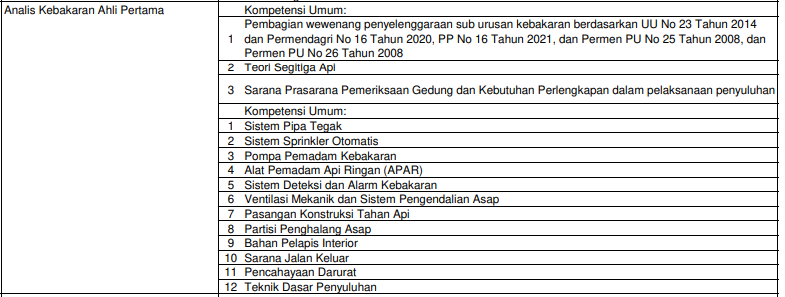 Analis Kebakaran Ahli Pertama
Kompetensi Umum:
1 Pembagian wewenang penyelenggaraan sub urusan kebakaran berdasarkan UU No 23 Tahun 2014
dan Permendagri No 16 Tahun 2020, PP No 16 Tahun 2021, dan Permen PU No 25 Tahun 2008, dan
Permen PU No 26 Tahun 2008
2 Teori Segitiga Api
3 Sarana Prasarana Pemeriksaan Gedung dan Kebutuhan Perlengkapan dalam pelaksanaan penyuluhan
Kompetensi Umum:
1 Sistem Pipa Tegak
2 Sistem Sprinkler Otomatis
3 Pompa Pemadam Kebakaran
4 Alat Pemadam Api Ringan (APAR)
5 Sistem Deteksi dan Alarm Kebakaran
6 Ventilasi Mekanik dan Sistem Pengendalian Asap
7 Pasangan Konstruksi Tahan Api
8 Partisi Penghalang Asap
9 Bahan Pelapis Interior
10 Sarana Jalan Keluar
11 Pencahayaan Darurat
12 Teknik Dasar Penyuluhan